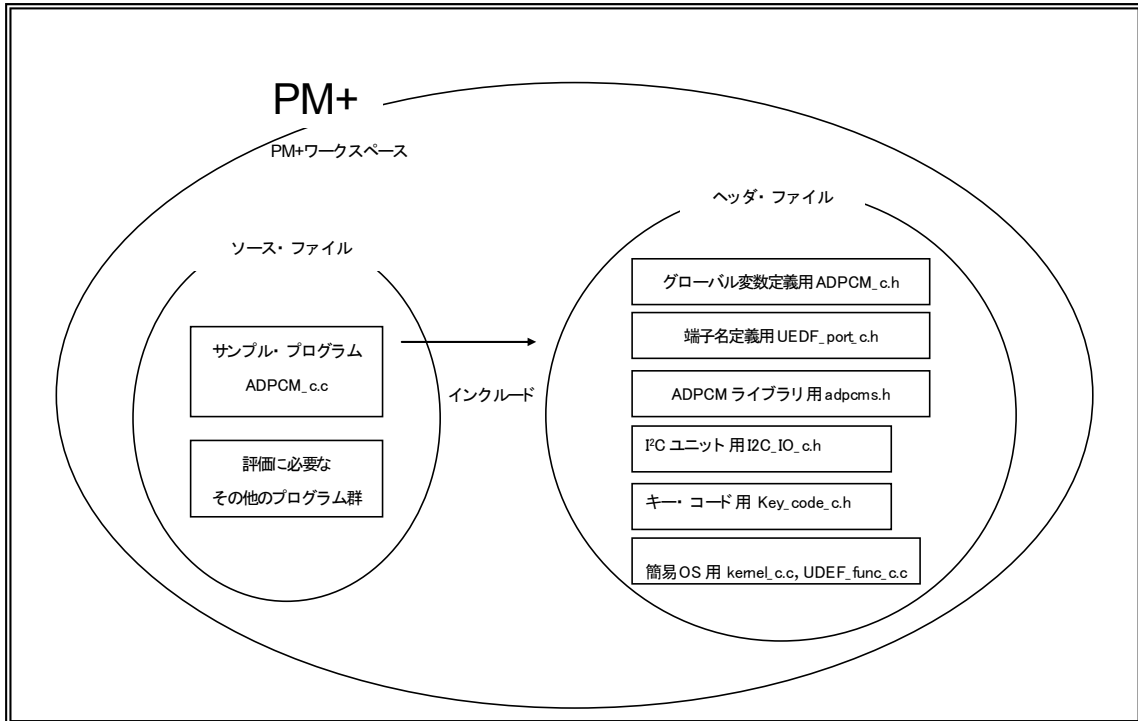 PM+
PM+ワークスペース
ソース・ファイル
サンプル・プログラム
ADPCM_c.c
評価に必要な
その他のプログラム群
インクルード
ヘッダ・ファイル
グローバル変数定義用 ADPCM_c.h
端子名定義用 UEDF_port_c.h
ADPCM ライブラリ用 adpcms.h
I²C ユニット用 I2C_IO_c.h
キー・コード用 Key_code_c.h
簡易OS 用 kernel_c.c, UDEF_func_c.c